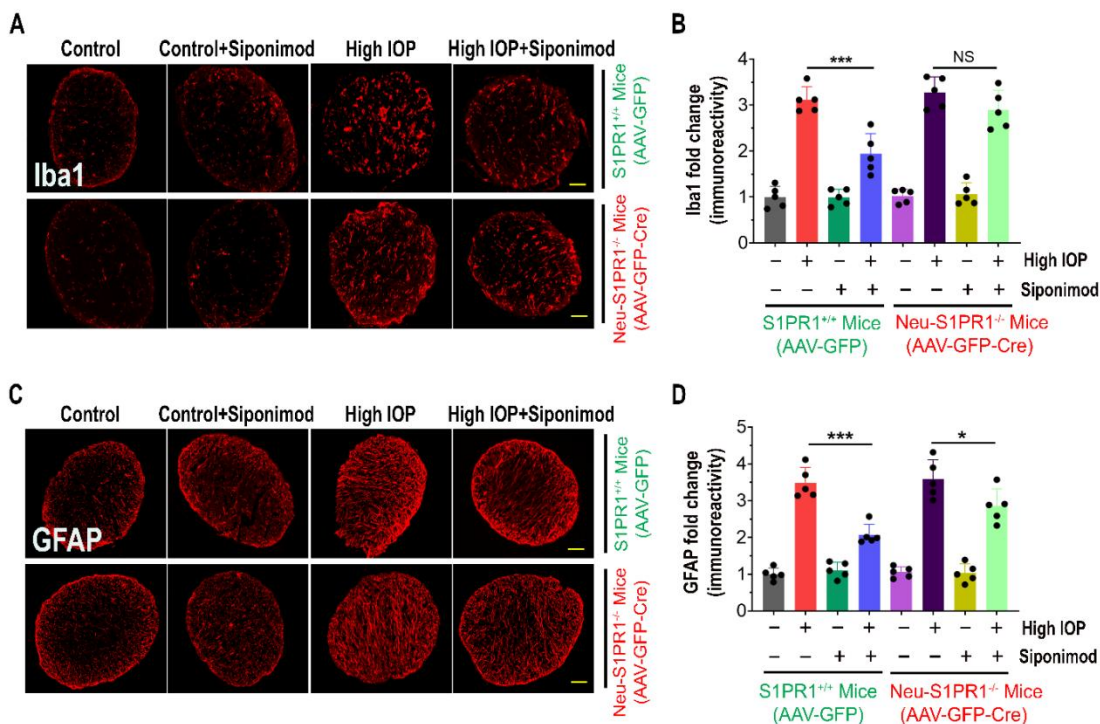 A
Control Control+Siponimod High IOP High IOP+Siponimod
Iba1
S1PR1+/+ Mice
(AAV-GFP)
Neu-S1PR1-/- Mice
(AAV-GFP-Cre)
B
Iba1 fold change
(immunoreactivity)
4
3
2
1
0
*** NS
– + – + – + – + High IOP
– – + + – – + + Siponimod
S1PR1+/+ Mice Neu-S1PR1-/- Mice
(AAV-GFP) (AAV-GFP-Cre)
C
Control Control+Siponimod High IOP High IOP+Siponimod
GFAP
S1PR1+/+ Mice
(AAV-GFP)
Neu-S1PR1-/- Mice
(AAV-GFP-Cre)
D
GFAP fold change
(immunoreactivity)
5
4
3
2
1
0
*** *
– + – + – + – + High IOP
– – + + – – + + Siponimod
S1PR1+/+ Mice Neu-S1PR1-/- Mice
(AAV-GFP) (AAV-GFP-Cre)